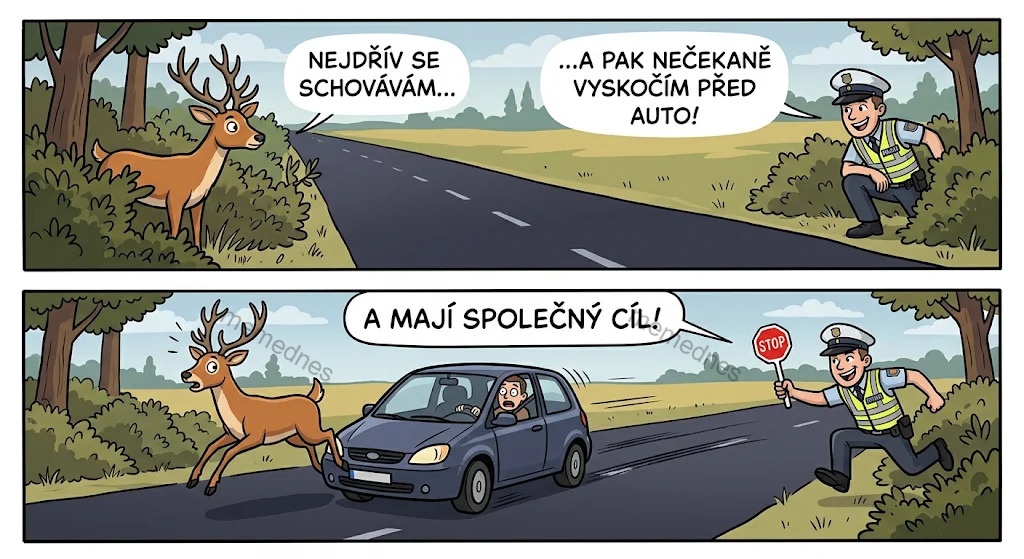 NEJDŘÍV SE
SCHOVÁVÁM...
...A PAK NEČEKANĚ
VYSKOČÍM PŘED
AUTO!
A MAJÍ SPOLEČNÝ CÍL!
STOP